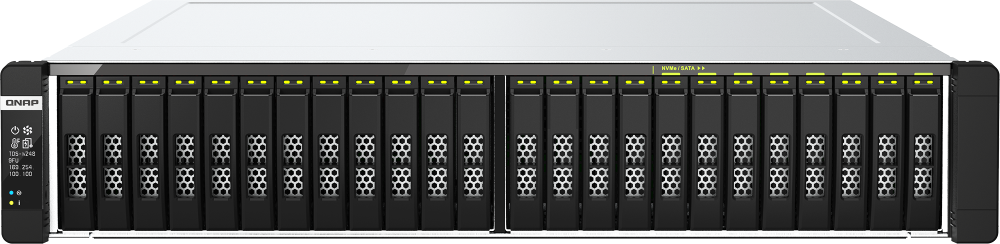 NVMe / SATA
QNAP
TDS-h248
9FU
169.254.
100.100
i